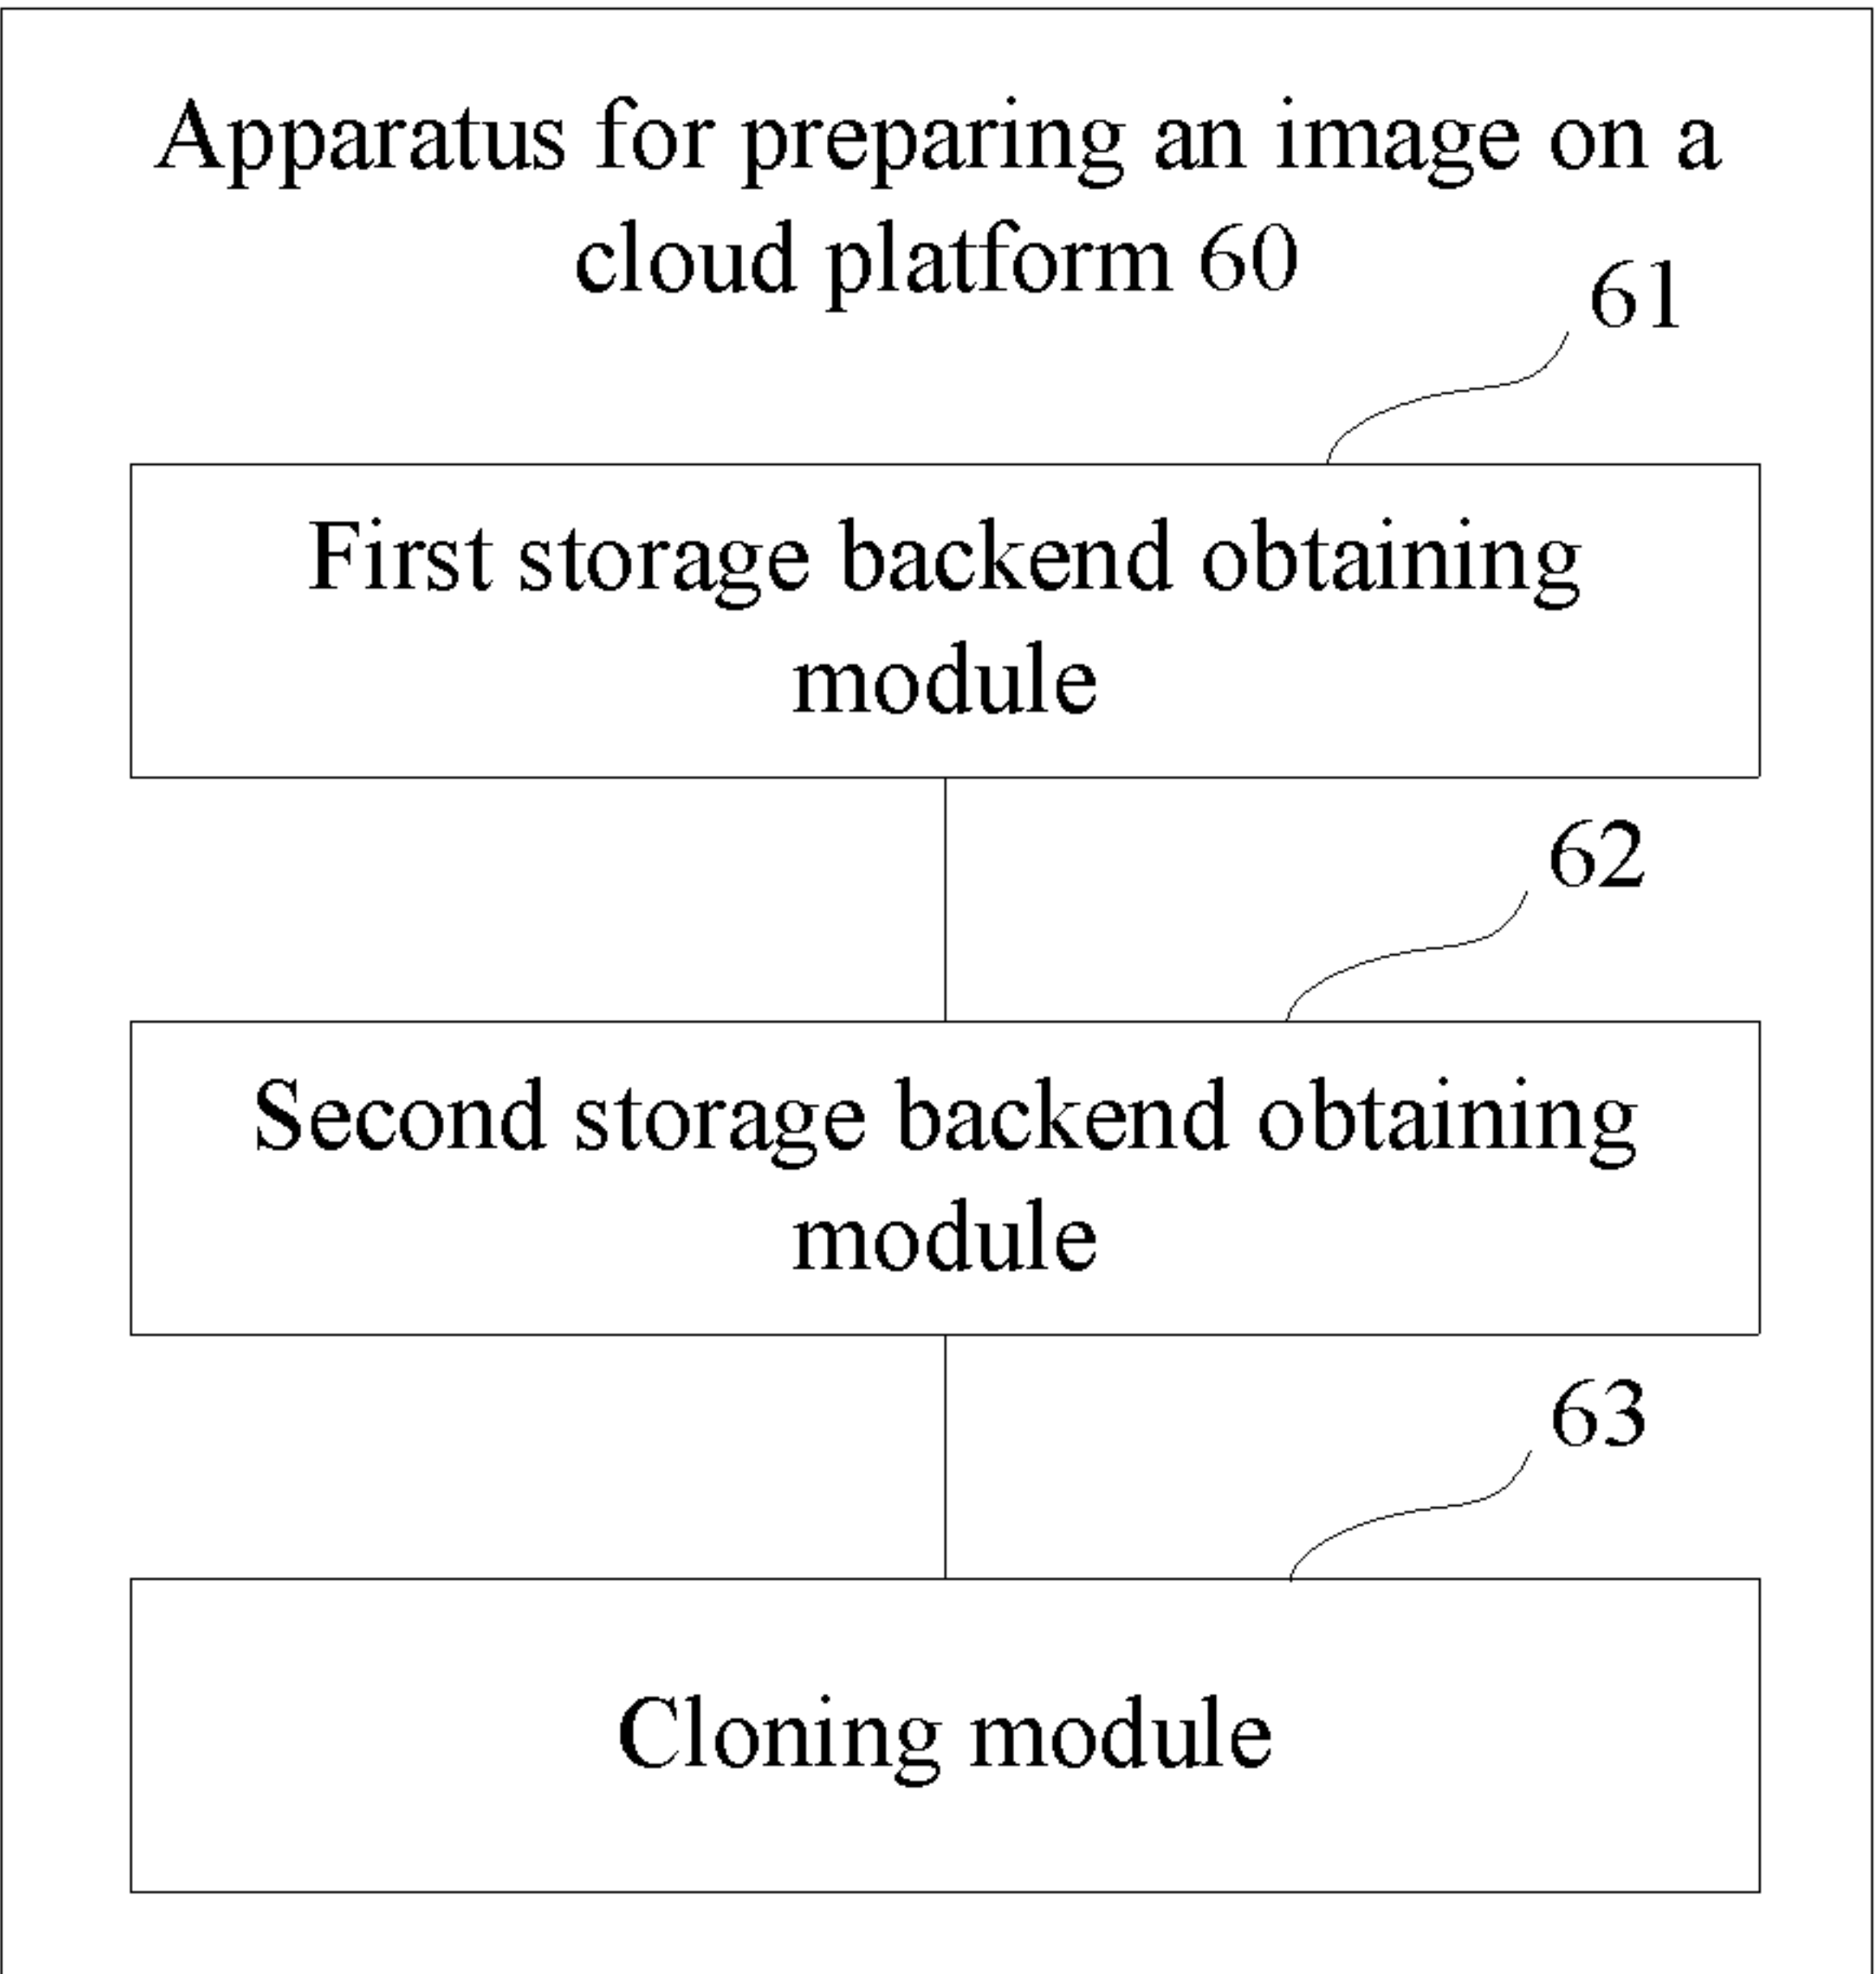 Apparatus for preparing an image on a
cloud platform 60
61
First storage backend obtaining
module
62
Second storage backend obtaining
module
63
Cloning module